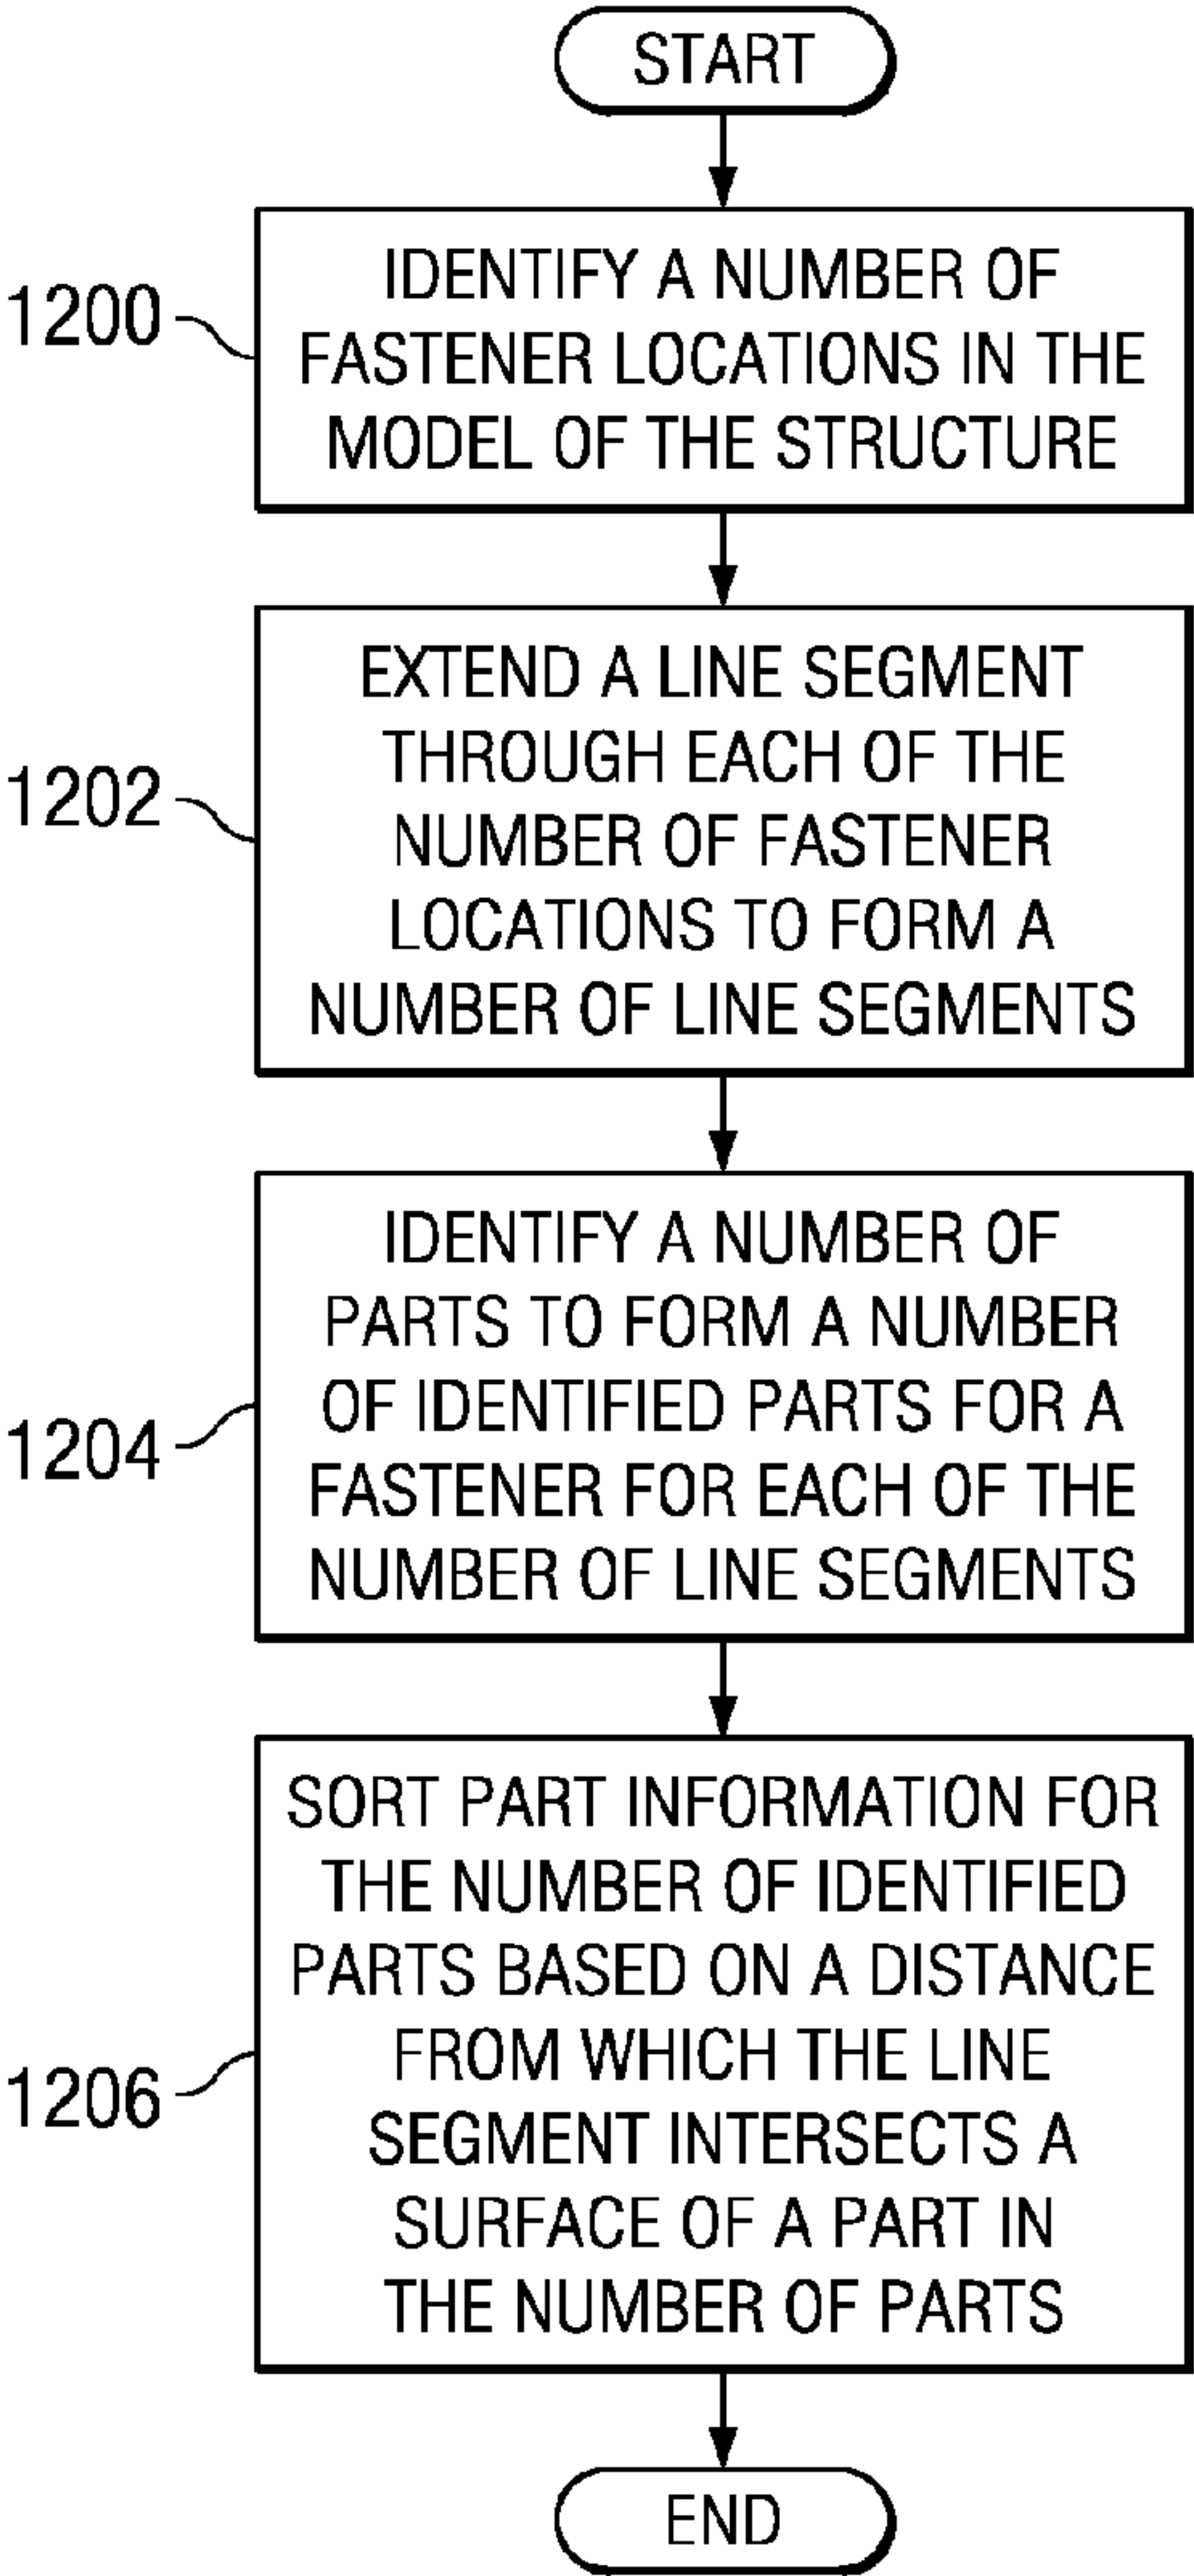 START
1200
IDENTIFY A NUMBER OF
FASTENER LOCATIONS IN THE
MODEL OF THE STRUCTURE
1202
EXTEND A LINE SEGMENT
THROUGH EACH OF THE
NUMBER OF FASTENER
LOCATIONS TO FORM A
NUMBER OF LINE SEGMENTS
1204
IDENTIFY A NUMBER OF
PARTS TO FORM A NUMBER
OF IDENTIFIED PARTS FOR A
FASTENER FOR EACH OF THE
NUMBER OF LINE SEGMENTS
1206
SORT PART INFORMATION FOR
THE NUMBER OF IDENTIFIED
PARTS BASED ON A DISTANCE
FROM WHICH THE LINE
SEGMENT INTERSECTS A
SURFACE OF A PART IN
THE NUMBER OF PARTS
END